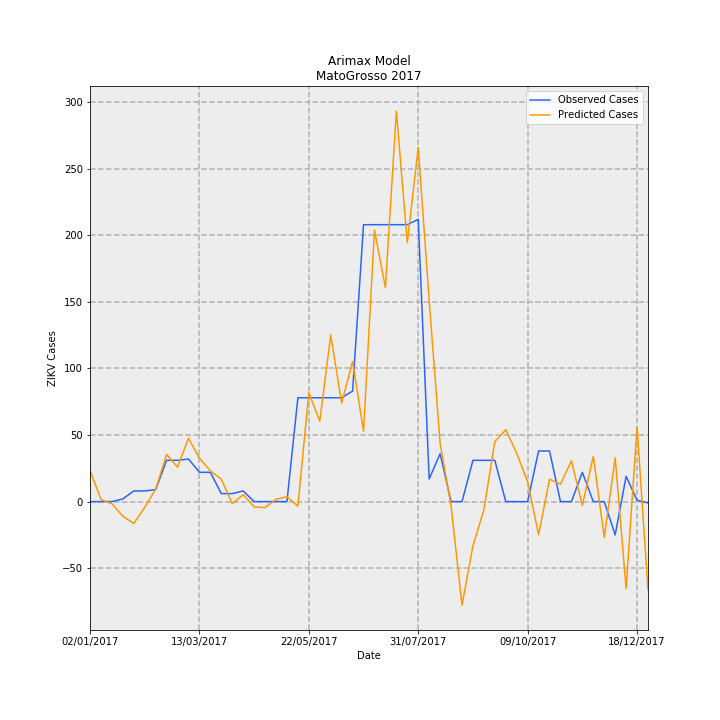 Arimax Model
MatoGrosso 2017
Observed Cases
Predicted Cases
300
250
200
150
100
50
0
−50
ZIKV Cases
02/01/2017 13/03/2017 22/05/2017 31/07/2017 09/10/2017 18/12/2017
Date